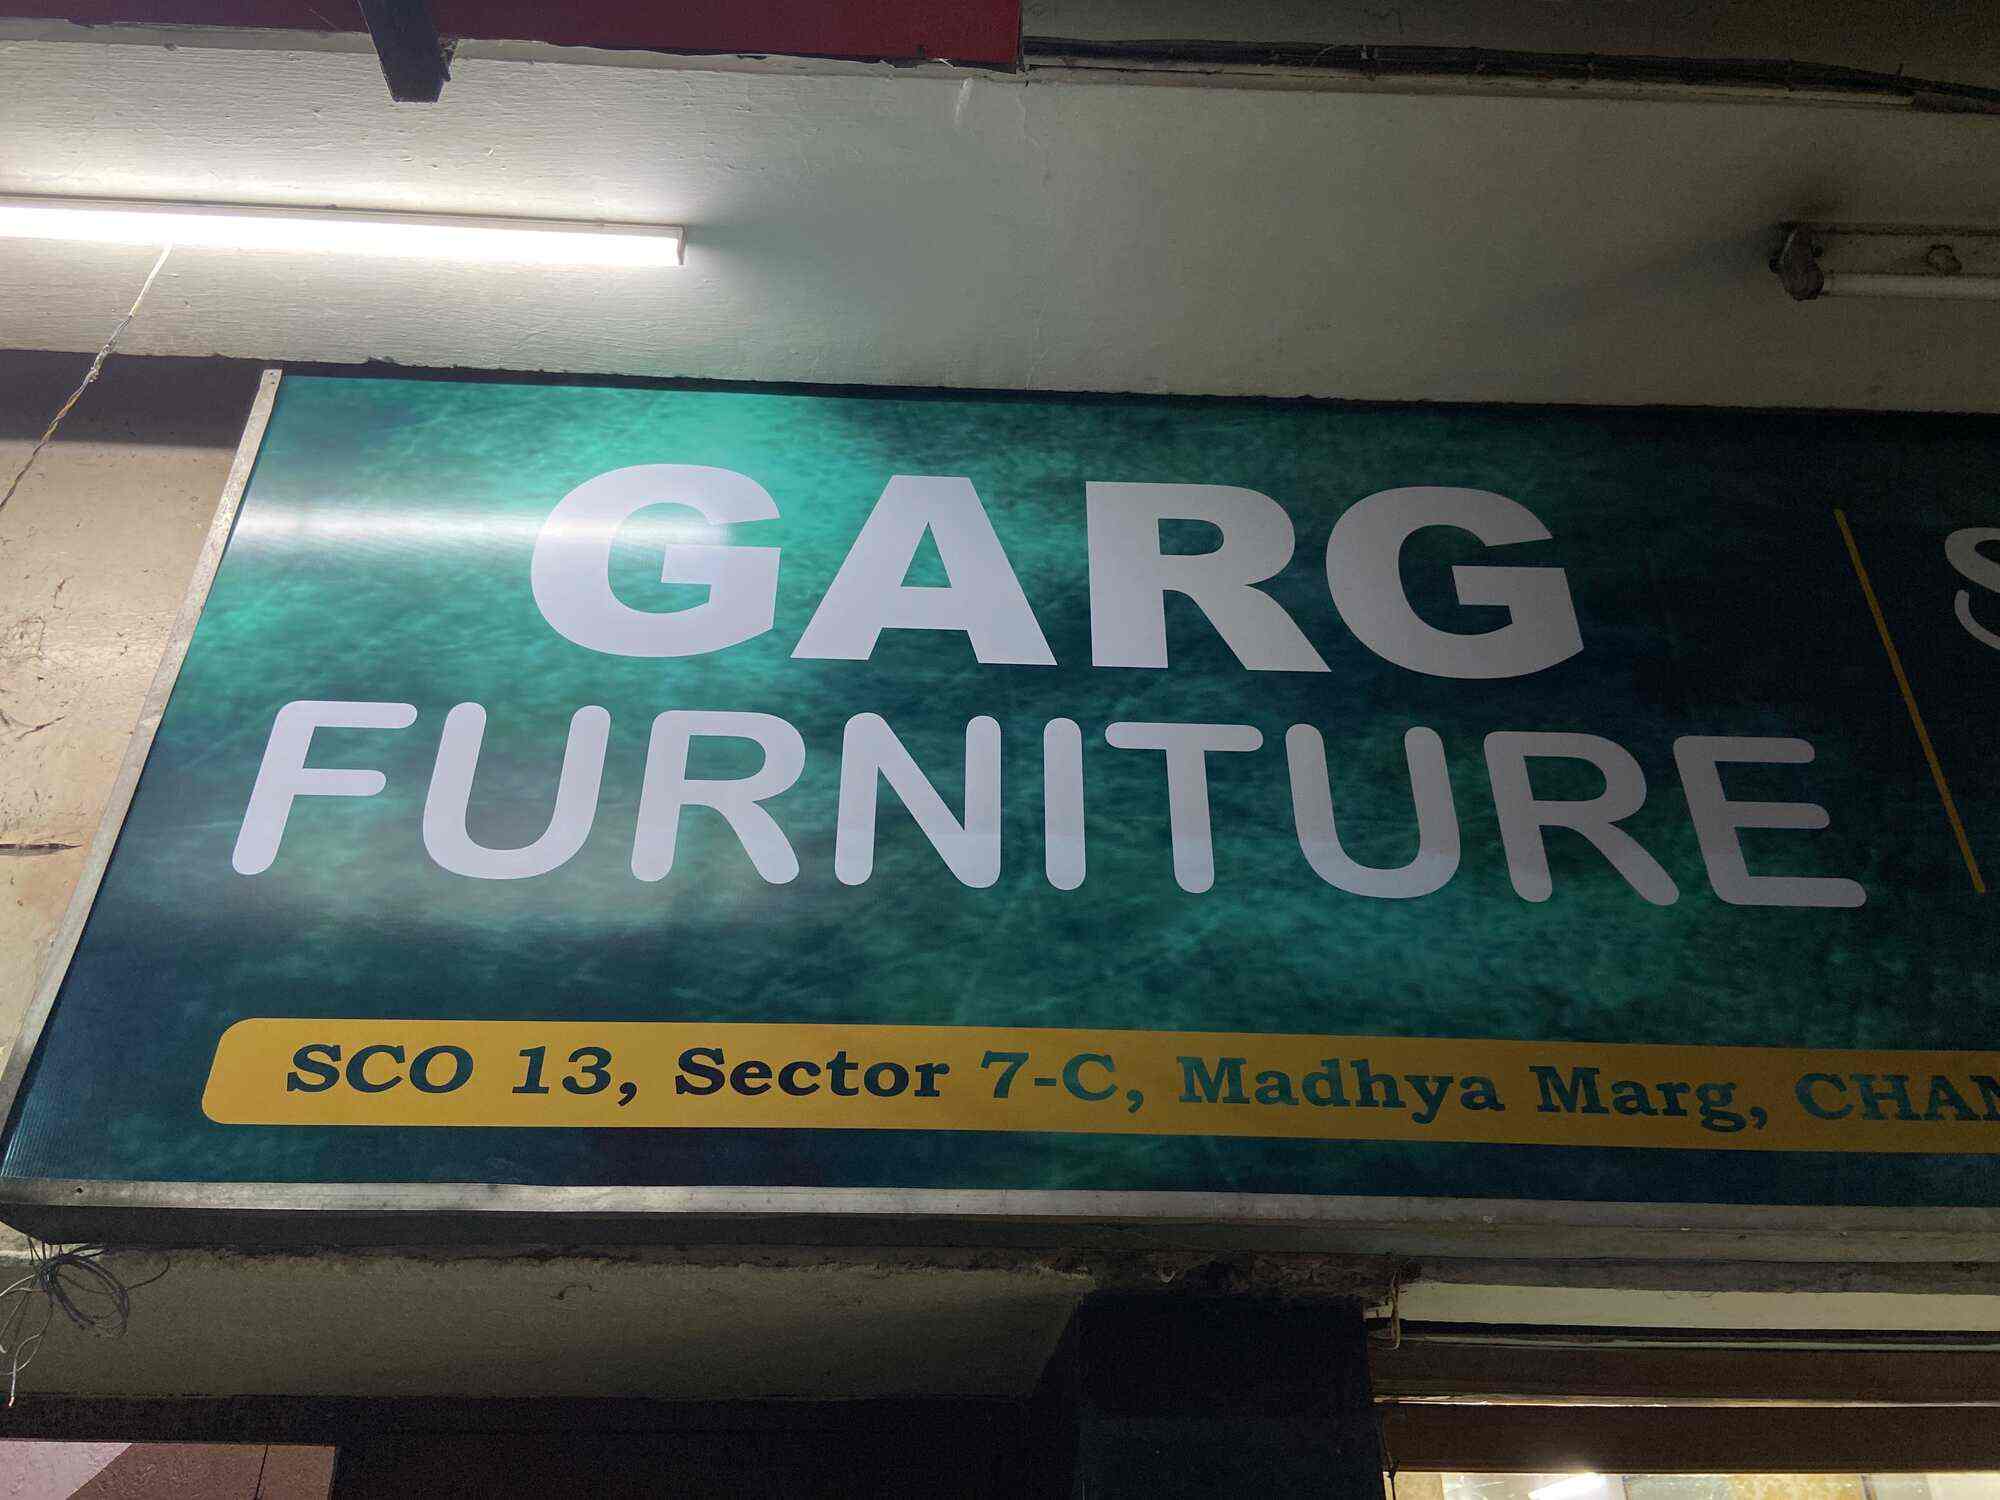 GARG
FURNITURE
SCO 13, Sector 7-C, Madhya Marg,